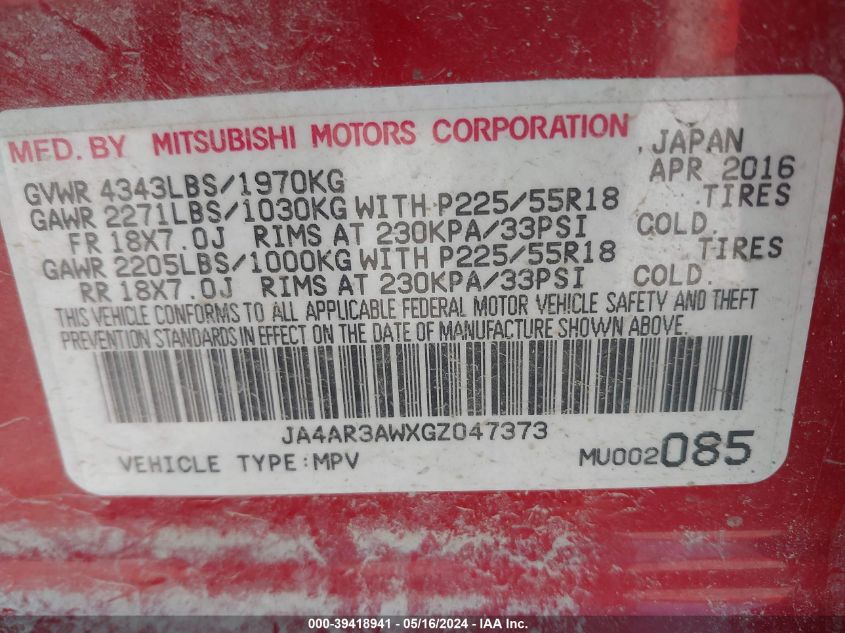 MFD. BY MITSUBISHI MOTORS CORPORATION , JAPAN
GVWR 4343LBS/1970KG APR 2016
GAWR 2271LBS/1030KG WITH P225/55R18 TIRES
FR 18X7.0J RIMS AT 230KPA/33PSI COLD.
GAWR 2205LBS/1000KG WITH P225/55R18 TIRES
RR 18X7.0J RIMS AT 230KPA/33PSI COLD.
THIS VEHICLE CONFORMS TO ALL APPLICABLE FEDERAL MOTOR VEHICLE SAFETY AND THEFT
PREVENTION STANDARDS IN EFFECT ON THE DATE OF MANUFACTURE SHOWN ABOVE.
JA4AR3AWXGZ047373
VEHICLE TYPE:MPV MU002085
000-39418941 - 05/16/2024 - IAAI.COM